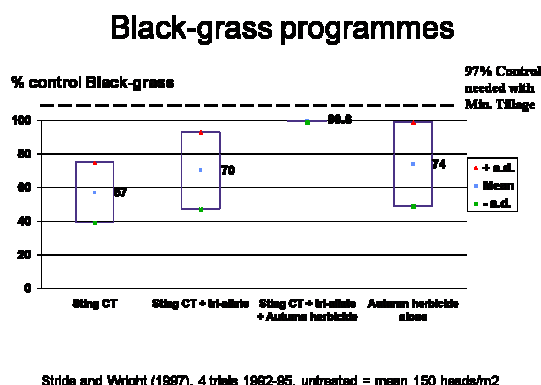 Black-grass programmes
% control Black-grass
97% Control
needed with
Min. Tillage
100
80
60
40
20
0
57
70
99.6
74
+ s.d.
Mean
- s.d.
Sting CT
Sting CT + tri-allate
Sting CT + tri-allate
+ Autumn herbicide
Autumn herbicide
alone
Stride and Wright (1997). 4 trials 1992-95. untreated = mean 150 heads/m2